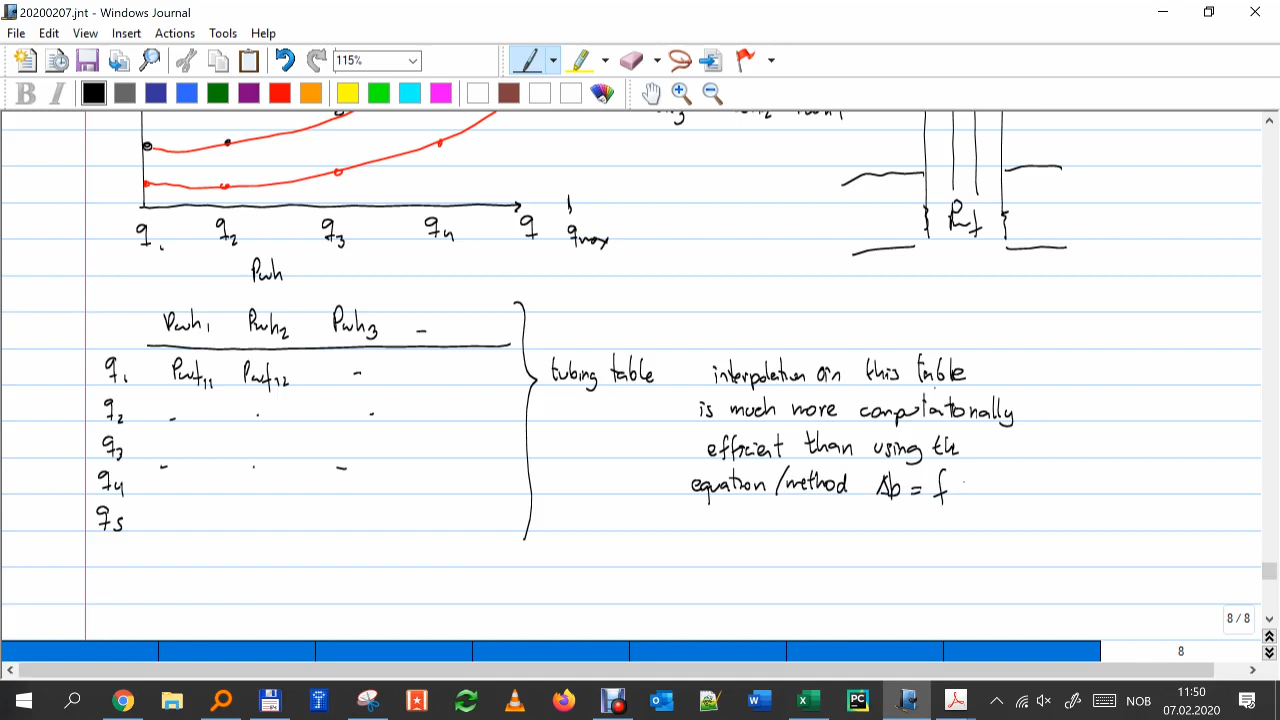 20200207.jnt - Windows Journal
File Edit View Insert Actions Tools Help
115%
B I
q1 q2 q3 q4 q qmax
Pwf
Pwh
Pwh1 Pwh2 Pwh3 -
q1 Pwf11 Pwf12 -
q2 - . .
q3
- . -
q4
q5
tubing table
interpolation on this table
is much more computationally
efficient than using th
equation/method Δp = f
8 / 8
8
NOB
11:50
07.02.2020